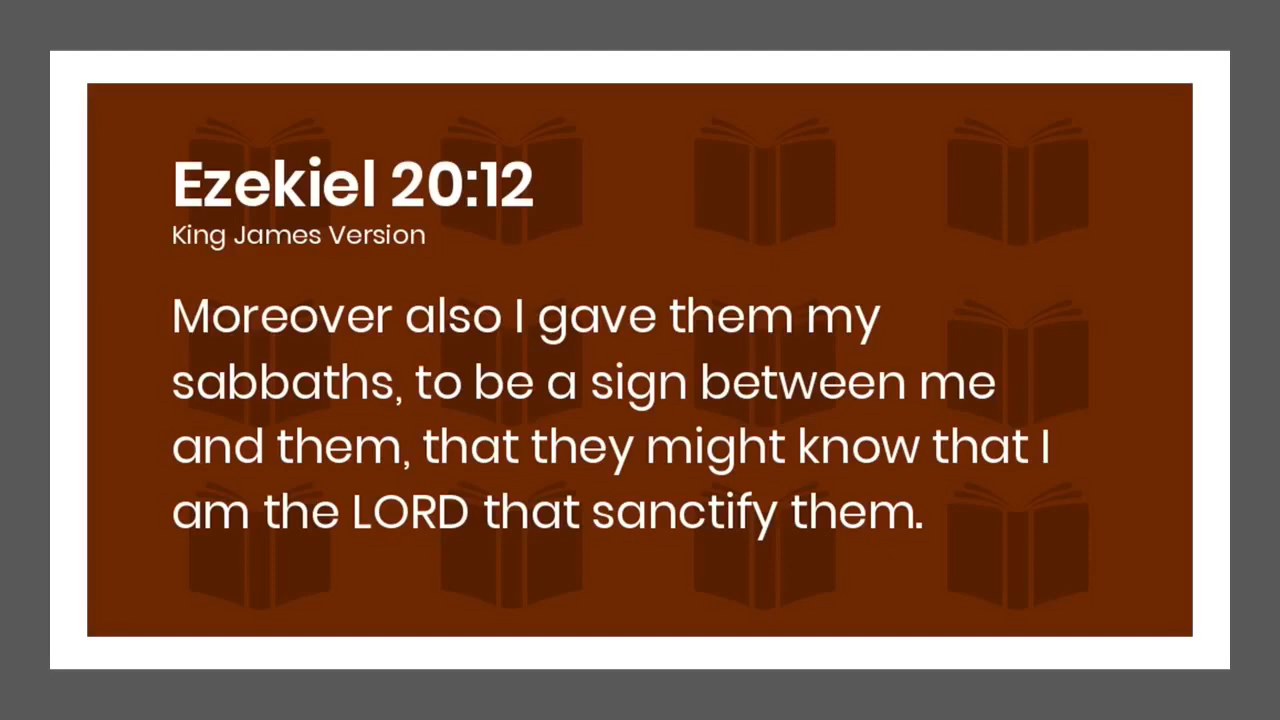 Ezekiel 20:12
King James Version
Moreover also I gave them my
sabbaths, to be a sign between me
and them, that they might know that I
am the LORD that sanctify them.